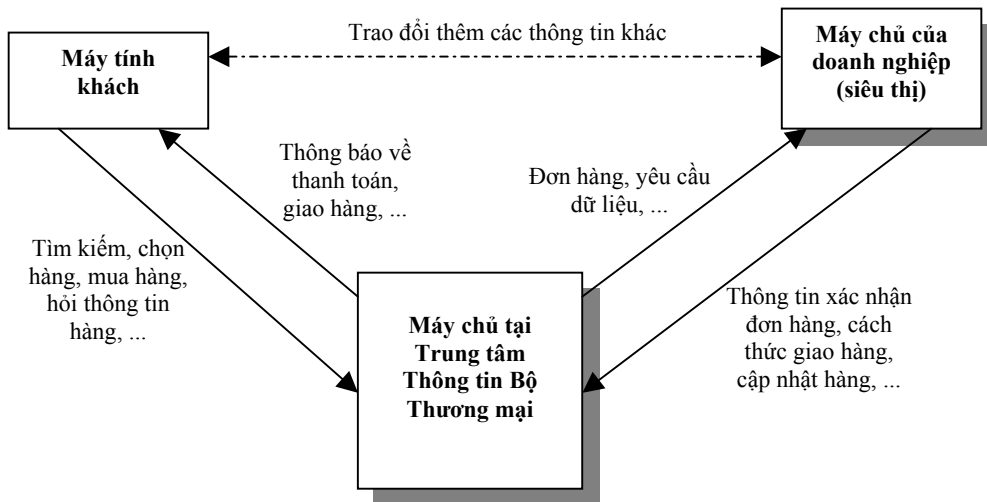 Trao đổi thêm các thông tin khác
Máy tính
khách
Máy chủ của
doanh nghiệp
(siêu thị)
Thông báo về
thanh toán,
giao hàng, ...
Đơn hàng, yêu cầu
dữ liệu, ...
Tìm kiếm, chọn
hàng, mua hàng,
hỏi thông tin
hàng, ...
Máy chủ tại
Trung tâm
Thông tin Bộ
Thương mại
Thông tin xác nhận
đơn hàng, cách
thức giao hàng,
cập nhật hàng, ...